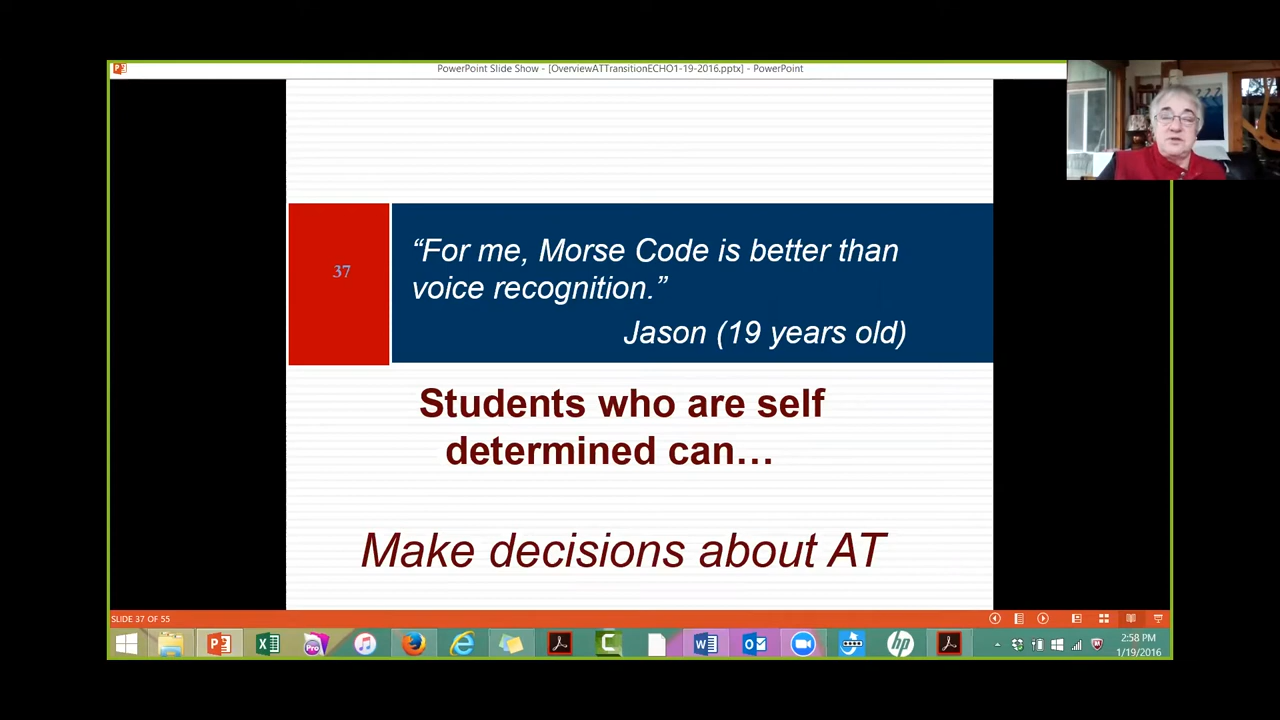 PowerPoint Slide Show - [OverviewATTransitionECHO1-19-2016.pptx] - PowerPoint
37
“For me, Morse Code is better than
voice recognition.”
Jason (19 years old)
Students who are self
determined can…
Make decisions about AT
SLIDE 37 OF 55
Pro
hp
2:58 PM
1/19/2016